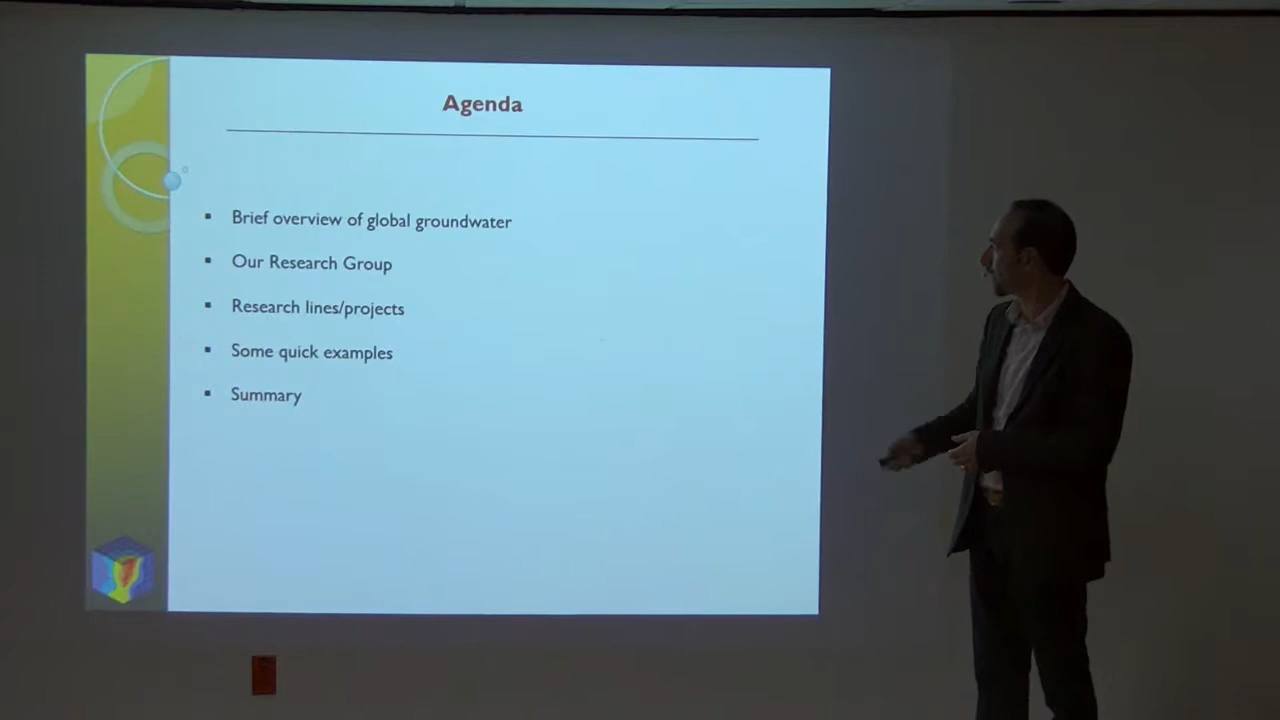 Agenda
▪ Brief overview of global groundwater
▪ Our Research Group
▪ Research lines/projects
▪ Some quick examples
▪ Summary